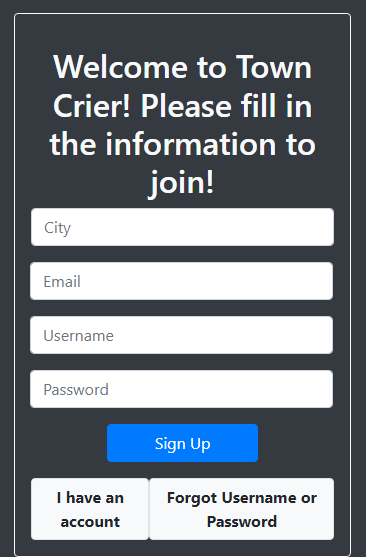 Welcome to Town
Crier! Please fill in
the information to
join!
City
Email
Username
Password
Sign Up
I have an
account
Forgot Username or
Password